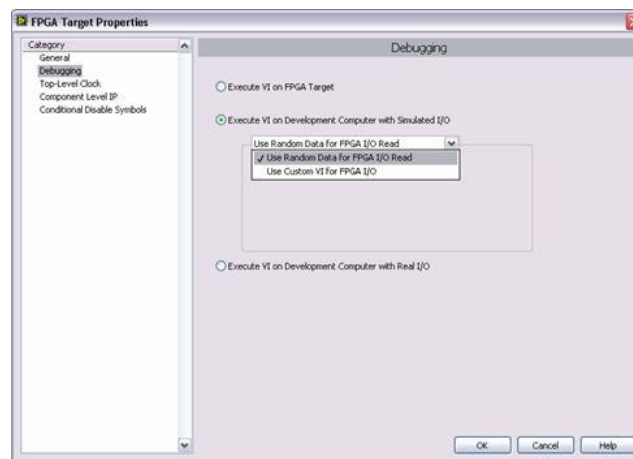 FPGA Target Properties
Category
General
Debugging
Top-Level Clock
Component Level IP
Conditional Disable Symbols
Debugging
Execute VI on FPGA Target
Execute VI on Development Computer with Simulated I/O
Use Random Data for FPGA I/O Read
✓ Use Random Data for FPGA I/O Read
Use Custom VI for FPGA I/O
Execute VI on Development Computer with Real I/O
OK
Cancel
Help